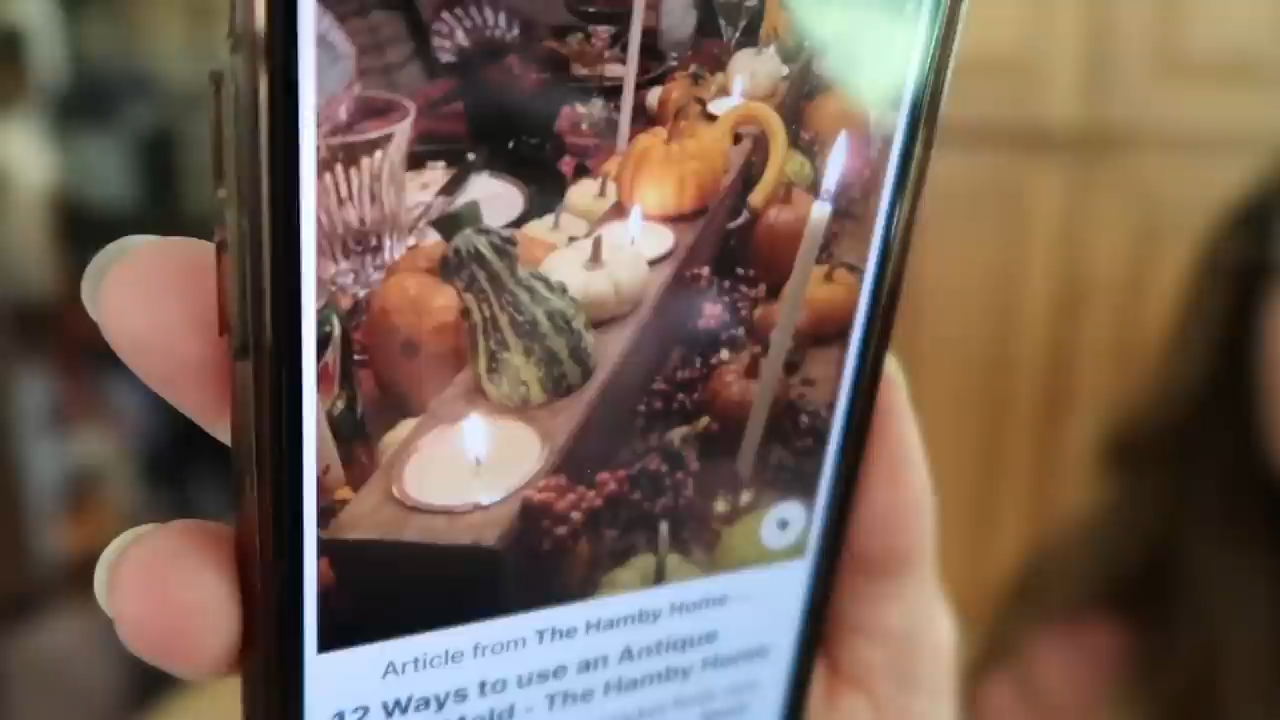 Article from The Hamby Home
12 Ways to use an Antique
Mold - The Hamby Home